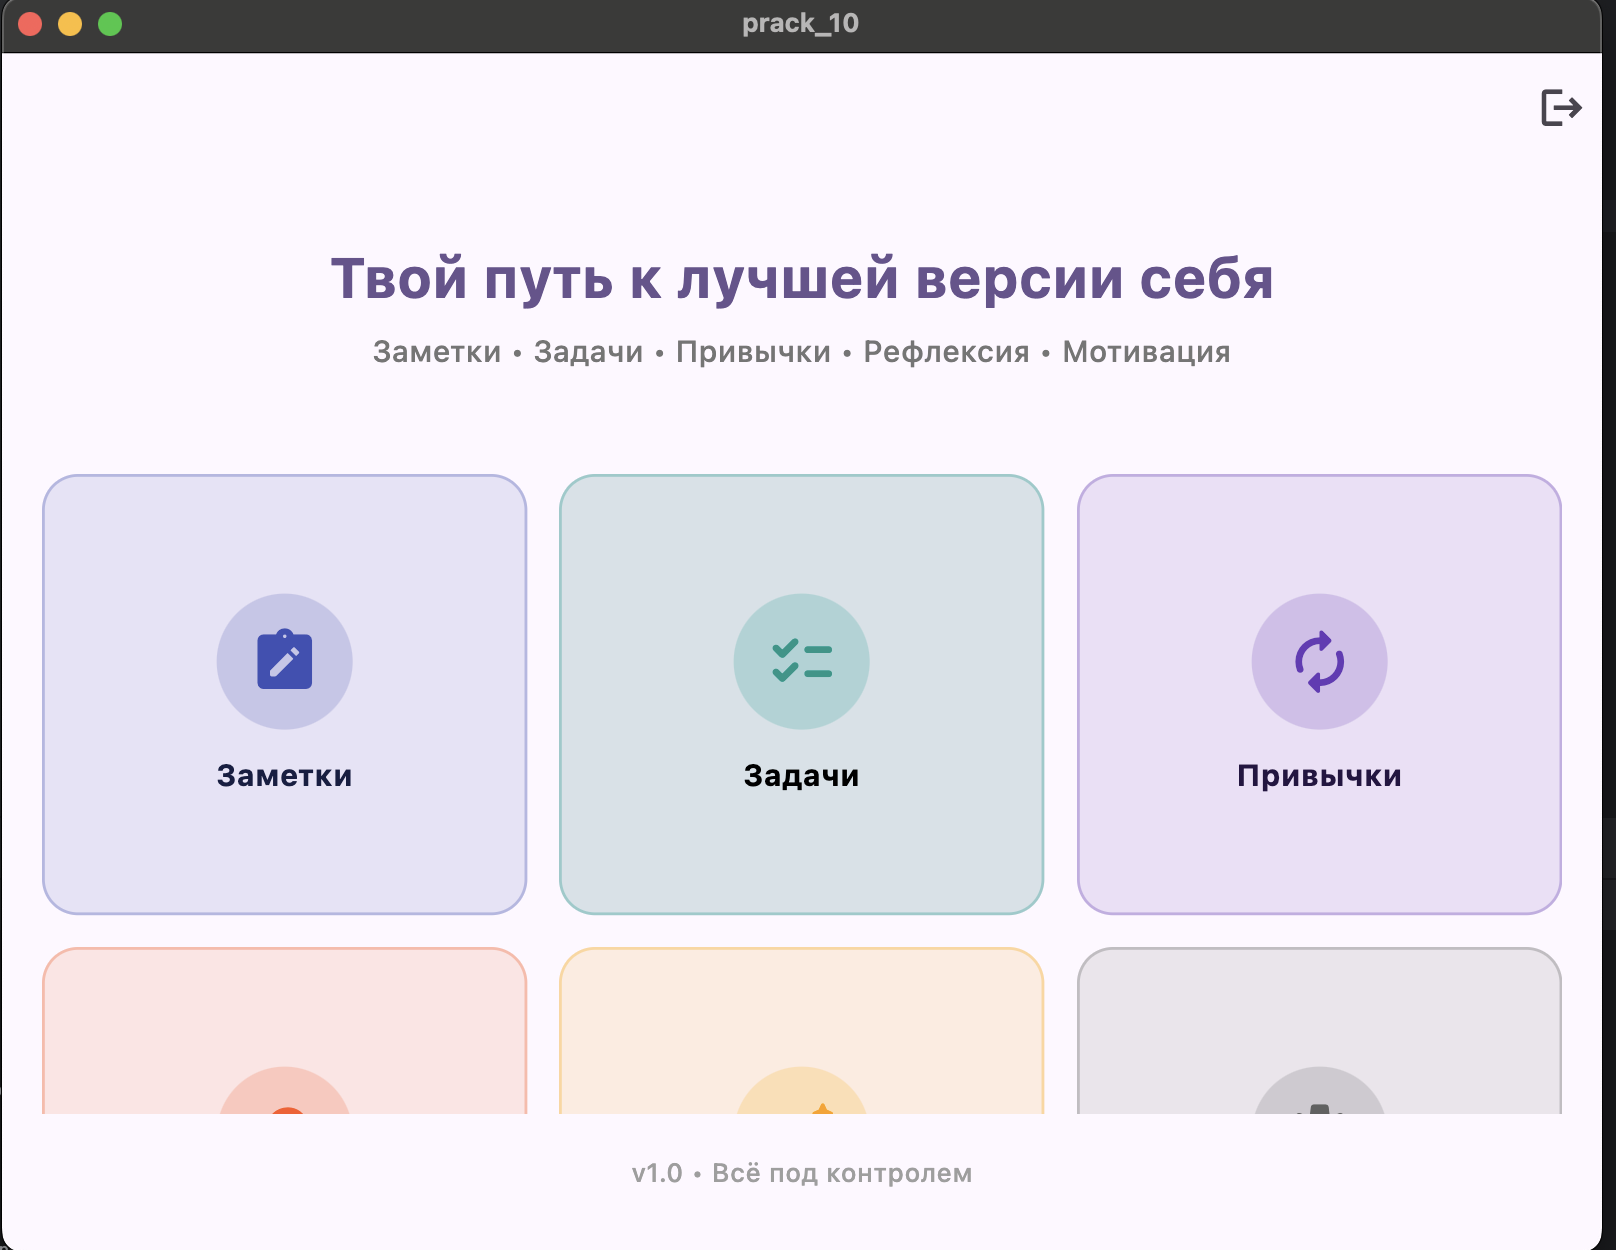 prack_10
Твой путь к лучшей версии себя
Заметки • Задачи • Привычки • Рефлексия • Мотивация
Заметки
Задачи
Привычки
v1.0 • Всё под контролем